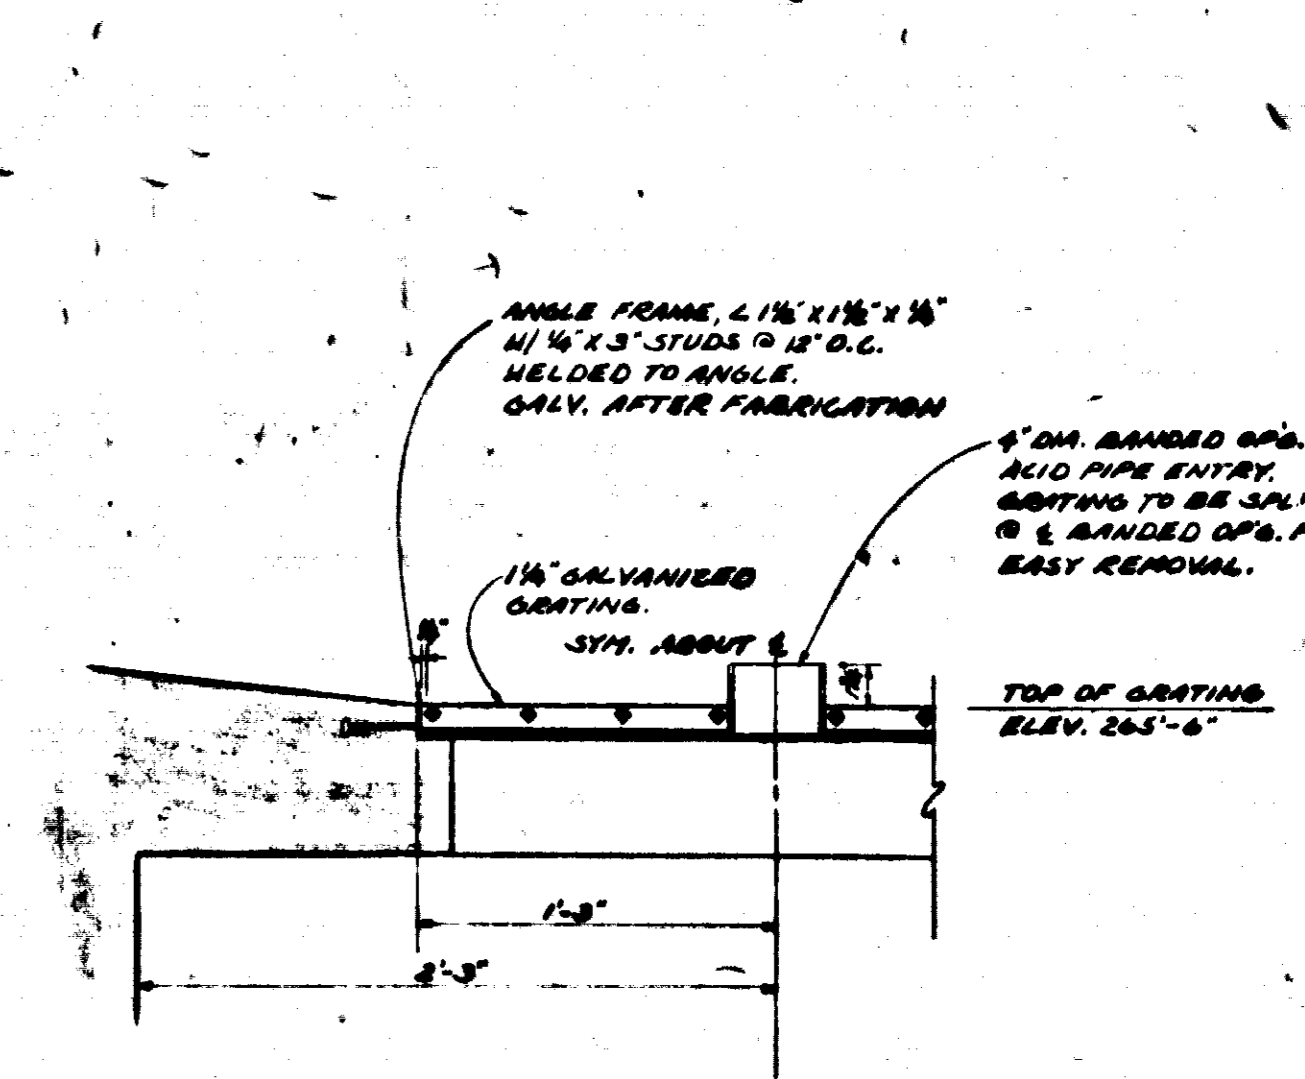 ANGLE FRAME, L 1½" X 1½" X ¼"
W/ ¼" X 3" STUDS @ 12" O.C.
WELDED TO ANGLE.
GALV. AFTER FABRICATION
4" DIA. BANDED OP'G.
ACID PIPE ENTRY.
GRATING TO BE
@ ℄ BANDED OP'G.
EASY REMOVAL.
1¼" GALVANIZED
GRATING.
SYM. ABOUT ℄
TOP OF GRATING
ELEV. 265'-6"
1'-3"
2'-3"